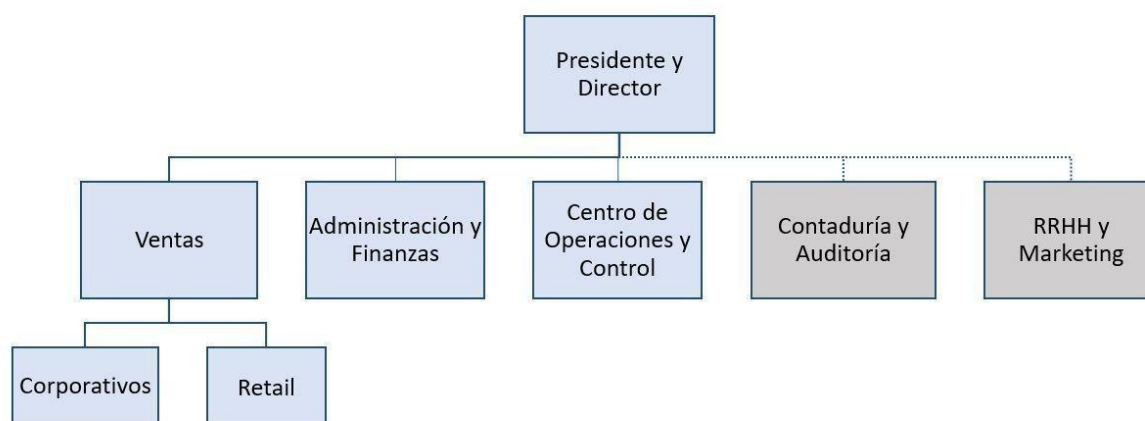 Presidente y
Director
Ventas
Administración y
Finanzas
Centro de
Operaciones y
Control
Contaduría y
Auditoría
RRHH y
Marketing
Corporativos
Retail